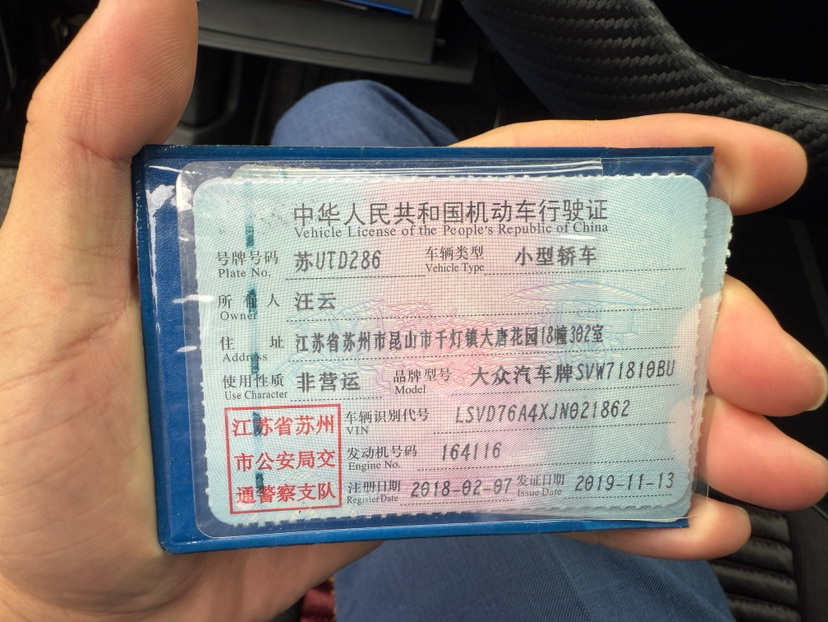 中华人民共和国机动车行驶证
Vehicle License of the People's Republic of China
号牌号码 苏UTD286 车辆类型 小型轿车
Plate No. Vehicle Type
所有人 汪云
Owner
住址 江苏省苏州市昆山市千灯镇大唐花园18幢302室
Address
使用性质 非营运 品牌型号 大众汽车牌SVW71810BU
Use Character Model
江苏省苏州
市公安局交
通警察支队
车辆识别代号 LSVD76A4XJN021862
VIN
发动机号码 164116
Engine No.
注册日期 2018-02-07 发证日期 2019-11-13
Register Date Issue Date